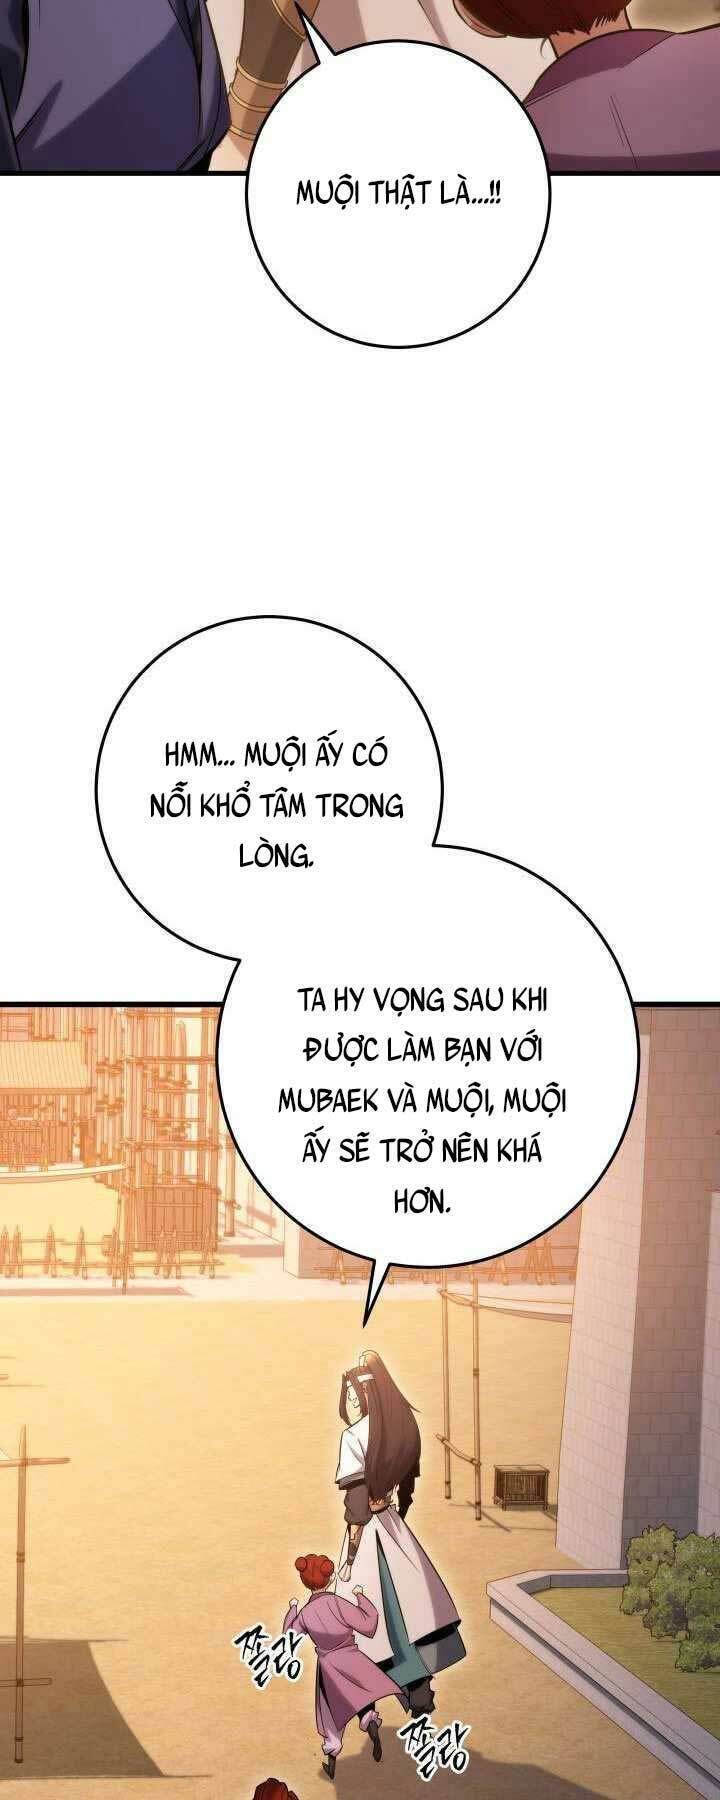 MUỘI THẬT LÀ...!!
HMM... MUỘI ẤY CÓ
NỖI KHỔ TÂM TRONG
LÒNG.
TA HY VỌNG SAU KHI
ĐƯỢC LÀM BẠN VỚI
MUBAEK VÀ MUỘI, MUỘI
ẤY SẼ TRỞ NÊN KHÁ
HƠN.
쫄랑
쫄랑